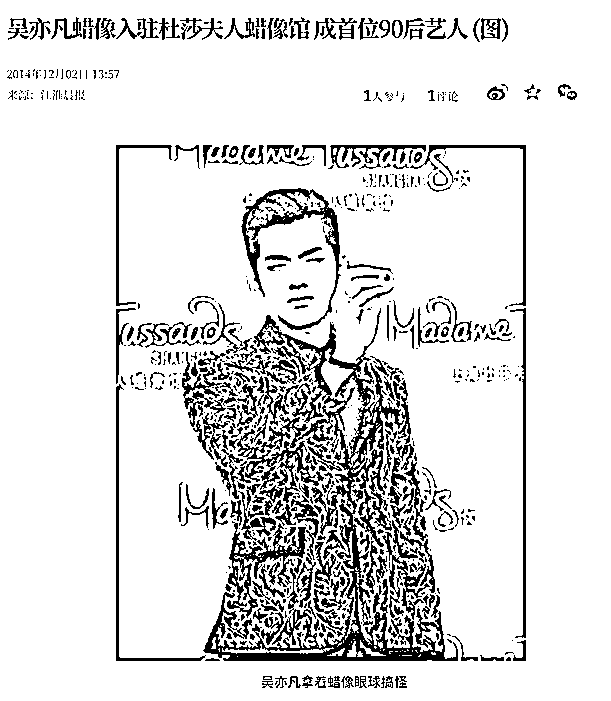 吴亦凡蜡像入驻杜莎夫人蜡像馆 成首位90后艺人 (图)
2014年12月02日 13:57
来源: 江淮晨报
1人参与 1评论
Madame Tussauds
SHANGHAI
Tussauds
SHANGHAI
Madame
吴亦凡拿着蜡像眼球搞怪